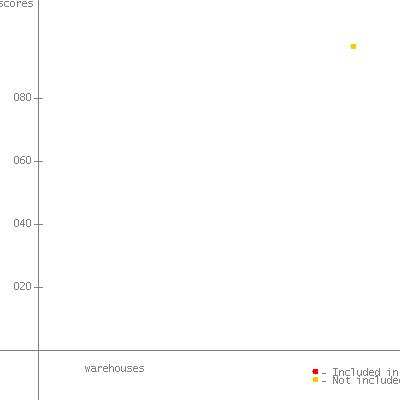 scores
080
060
040
020
warehouses
- Included in
- Not included